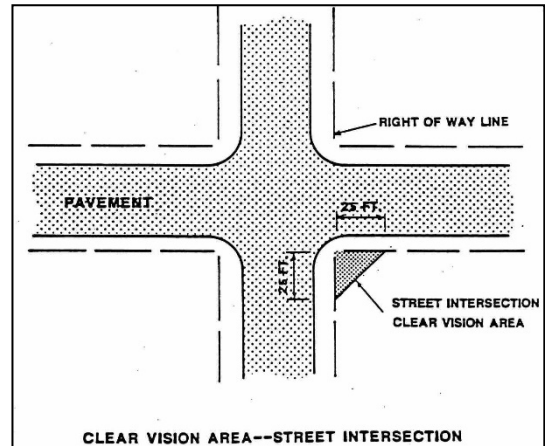 RIGHT OF WAY LINE
PAVEMENT
25 FT.
25 FT.
STREET INTERSECTION
CLEAR VISION AREA
CLEAR VISION AREA--STREET INTERSECTION